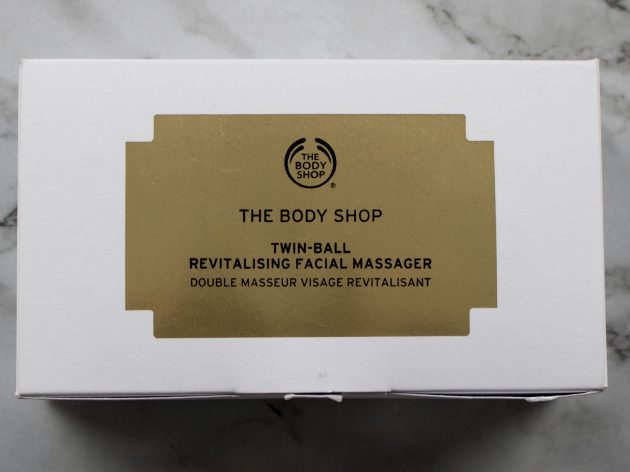 THE
BODY
SHOP
®
THE BODY SHOP
TWIN-BALL
REVITALISING FACIAL MASSAGER
DOUBLE MASSEUR VISAGE REVITALISANT